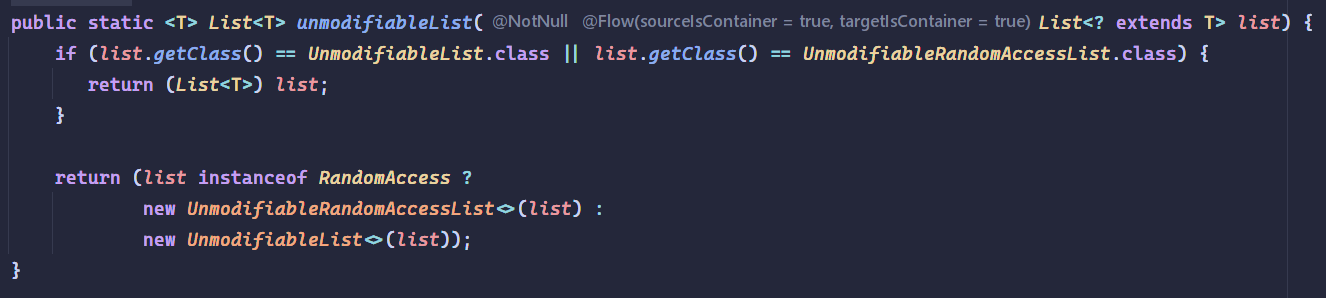 public static <T> List<T> unmodifiableList( @NotNull @Flow(sourceIsContainer = true, targetIsContainer = true) List<? extends T> list) {
if (list.getClass() == UnmodifiableList.class || list.getClass() == UnmodifiableRandomAccessList.class) {
return (List<T>) list;
}
return (list instanceof RandomAccess ?
new UnmodifiableRandomAccessList<>(list) :
new UnmodifiableList<>(list));
}